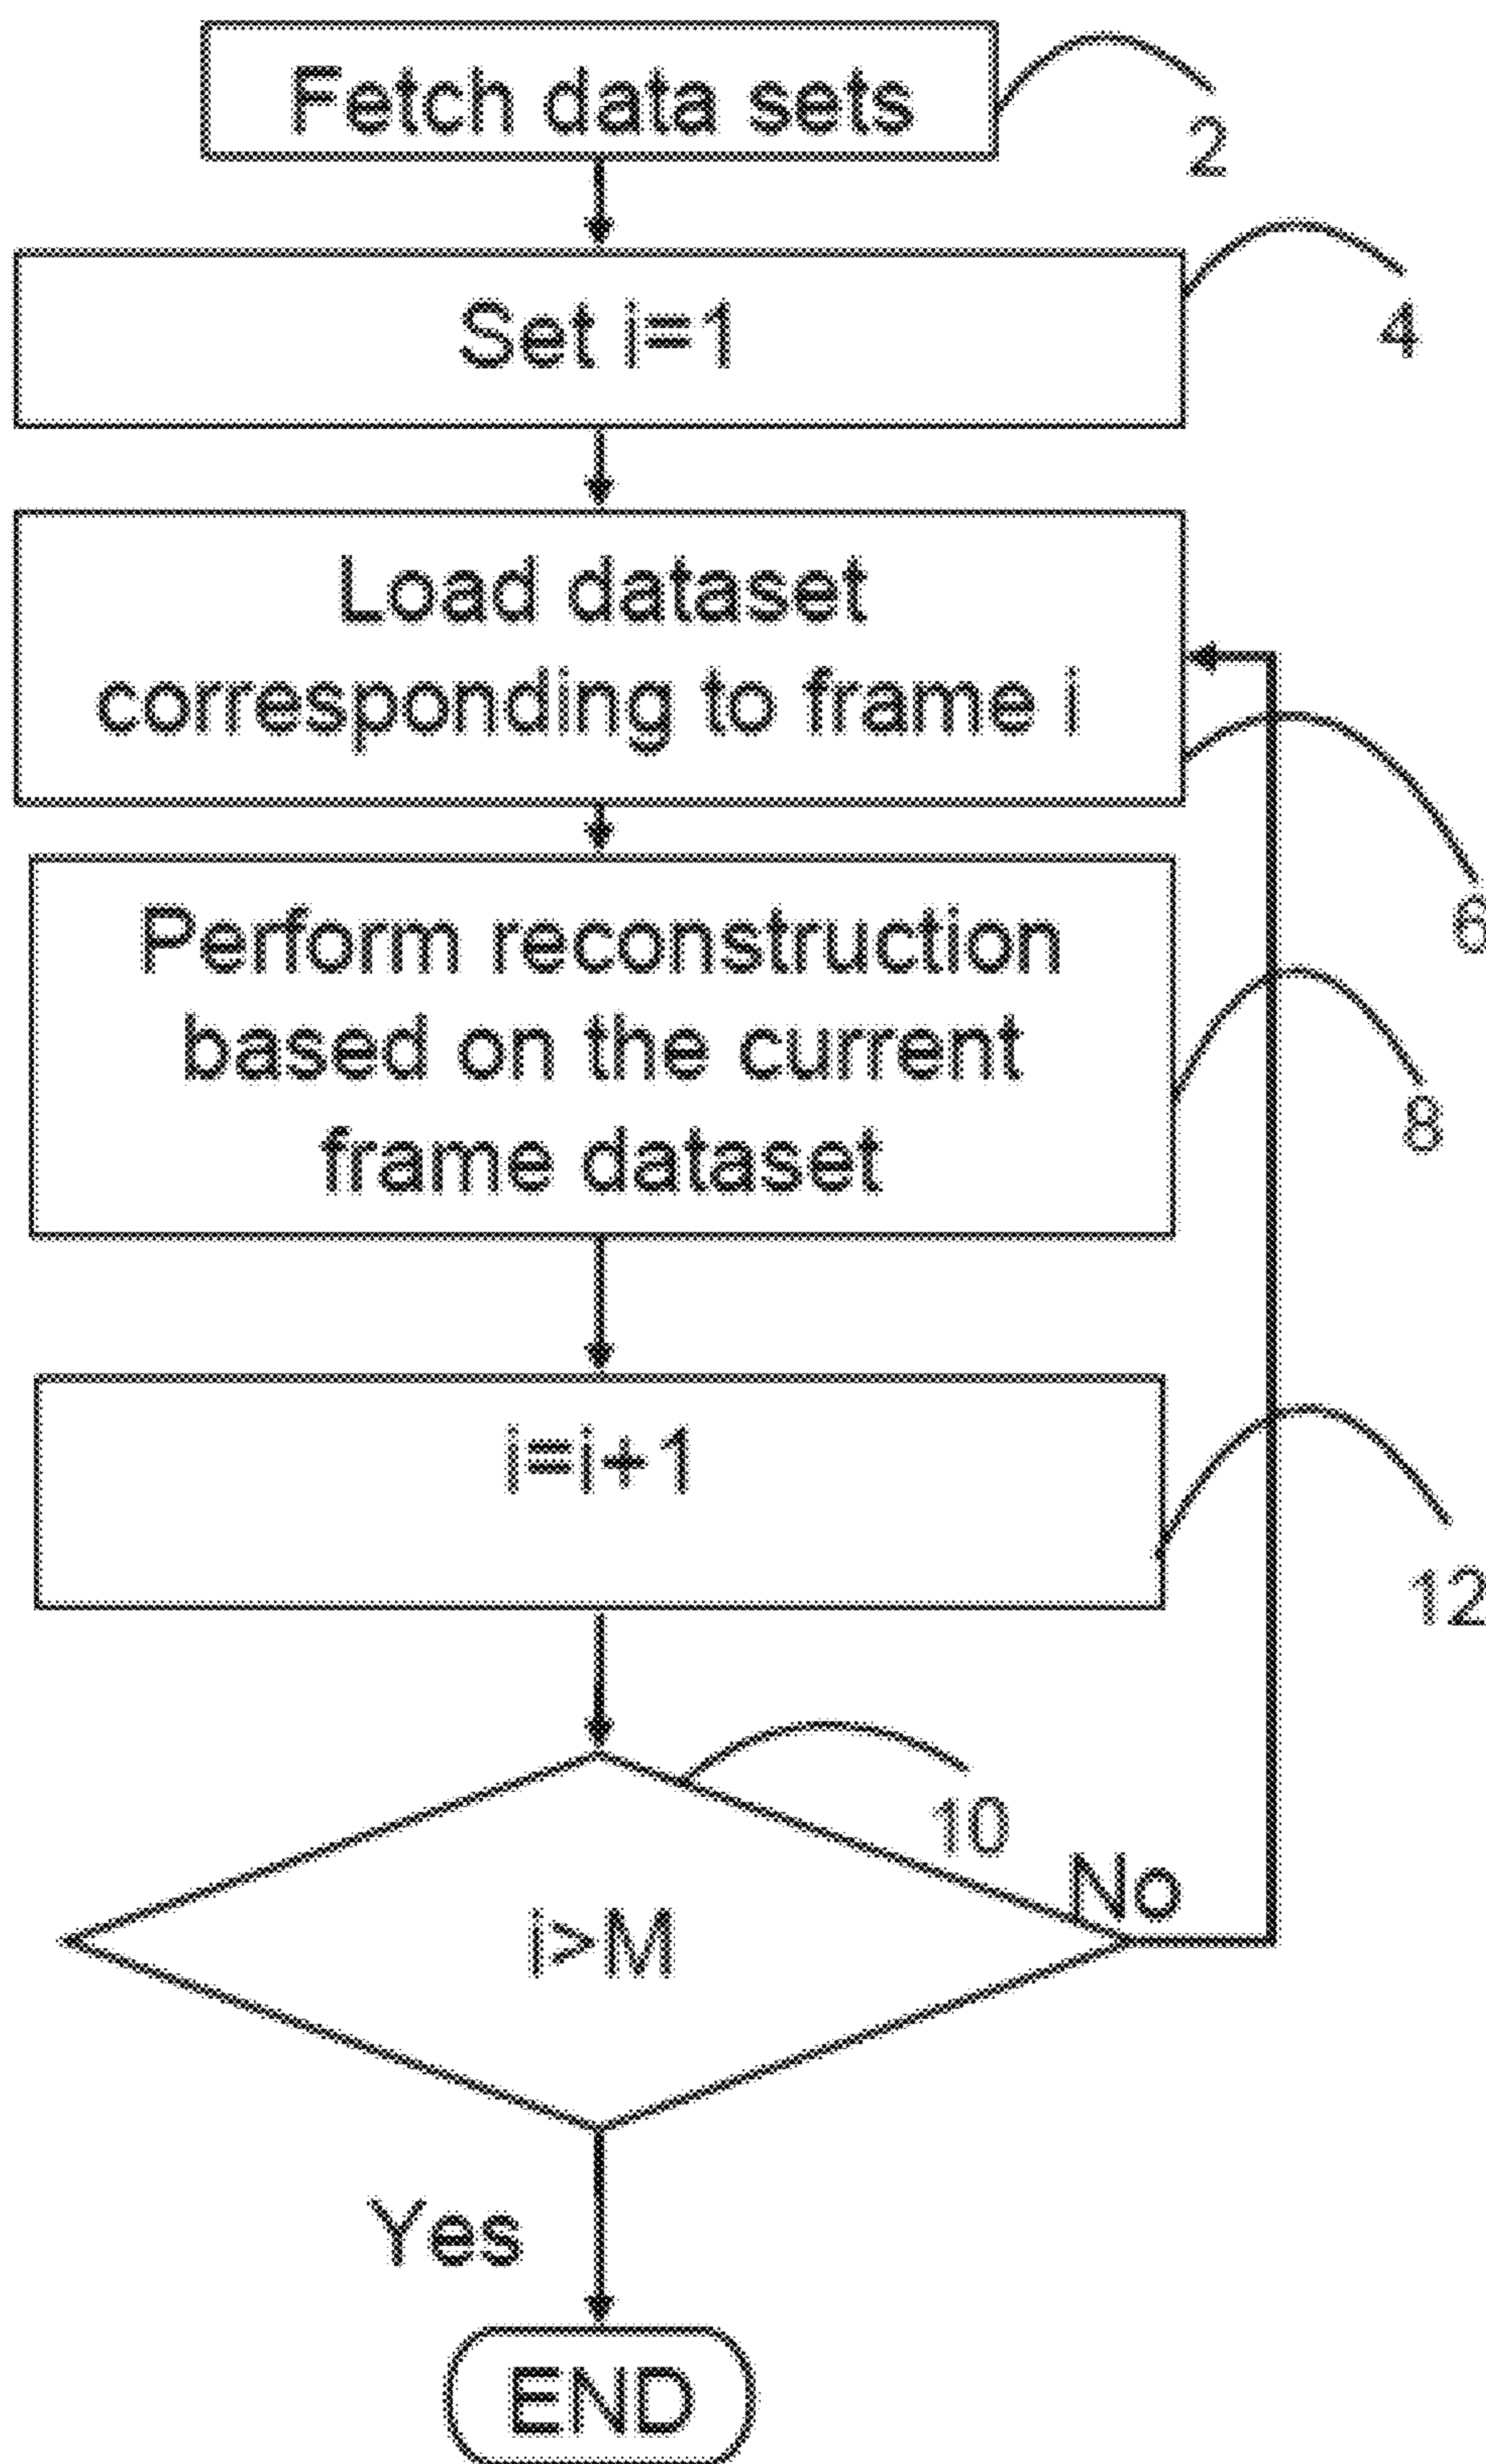 Fetch data sets
2
Set i=1
4
Load dataset
corresponding to frame i
6
Perform reconstruction
based on the current
frame dataset
8
i=i+1
12
10
No
i>M
Yes
END